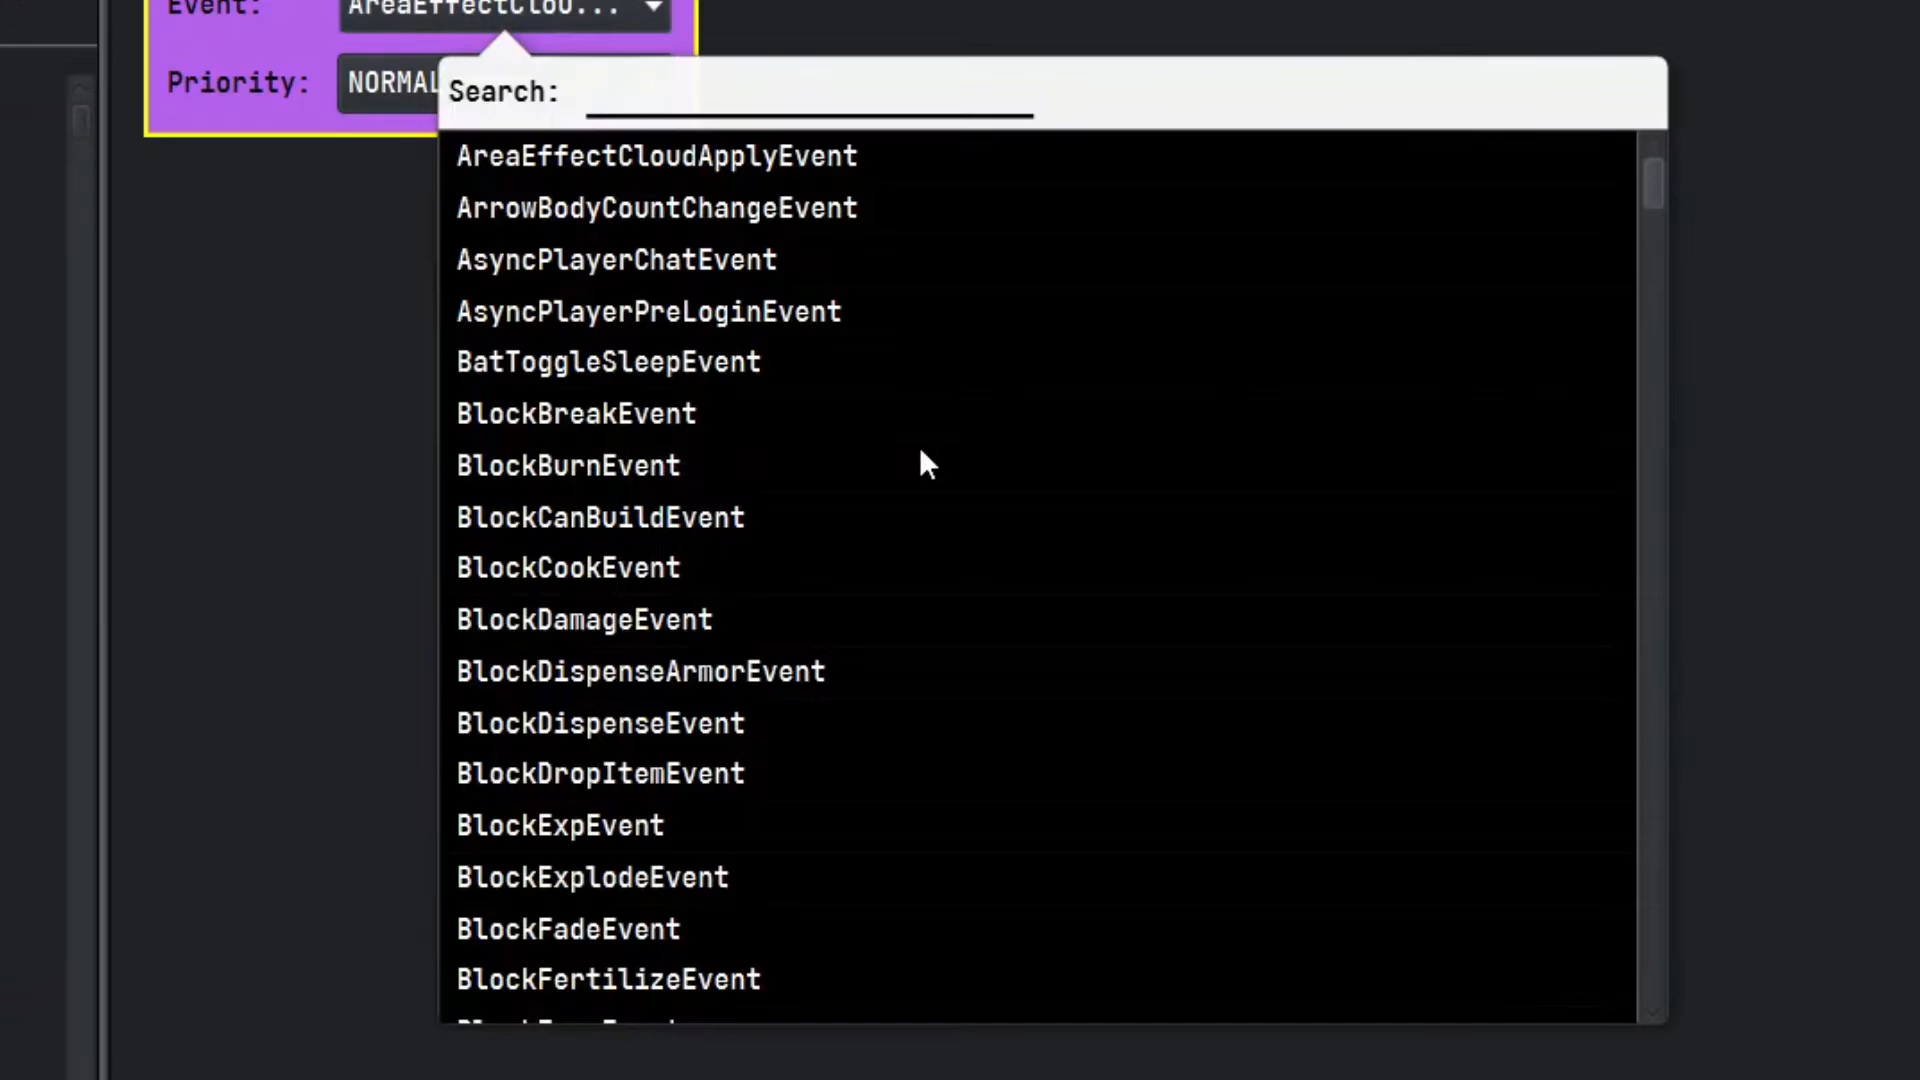 Event: AreaEffectClou...
Priority: NORMAL
Search:
AreaEffectCloudApplyEvent
ArrowBodyCountChangeEvent
AsyncPlayerChatEvent
AsyncPlayerPreLoginEvent
BatToggleSleepEvent
BlockBreakEvent
BlockBurnEvent
BlockCanBuildEvent
BlockCookEvent
BlockDamageEvent
BlockDispenseArmorEvent
BlockDispenseEvent
BlockDropItemEvent
BlockExpEvent
BlockExplodeEvent
BlockFadeEvent
BlockFertilizeEvent